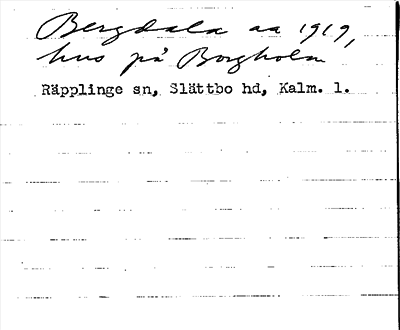 Bergdala aa 1919,
hus på Borgholm
Räpplinge sn, Slättbo hd, Kalm. l.